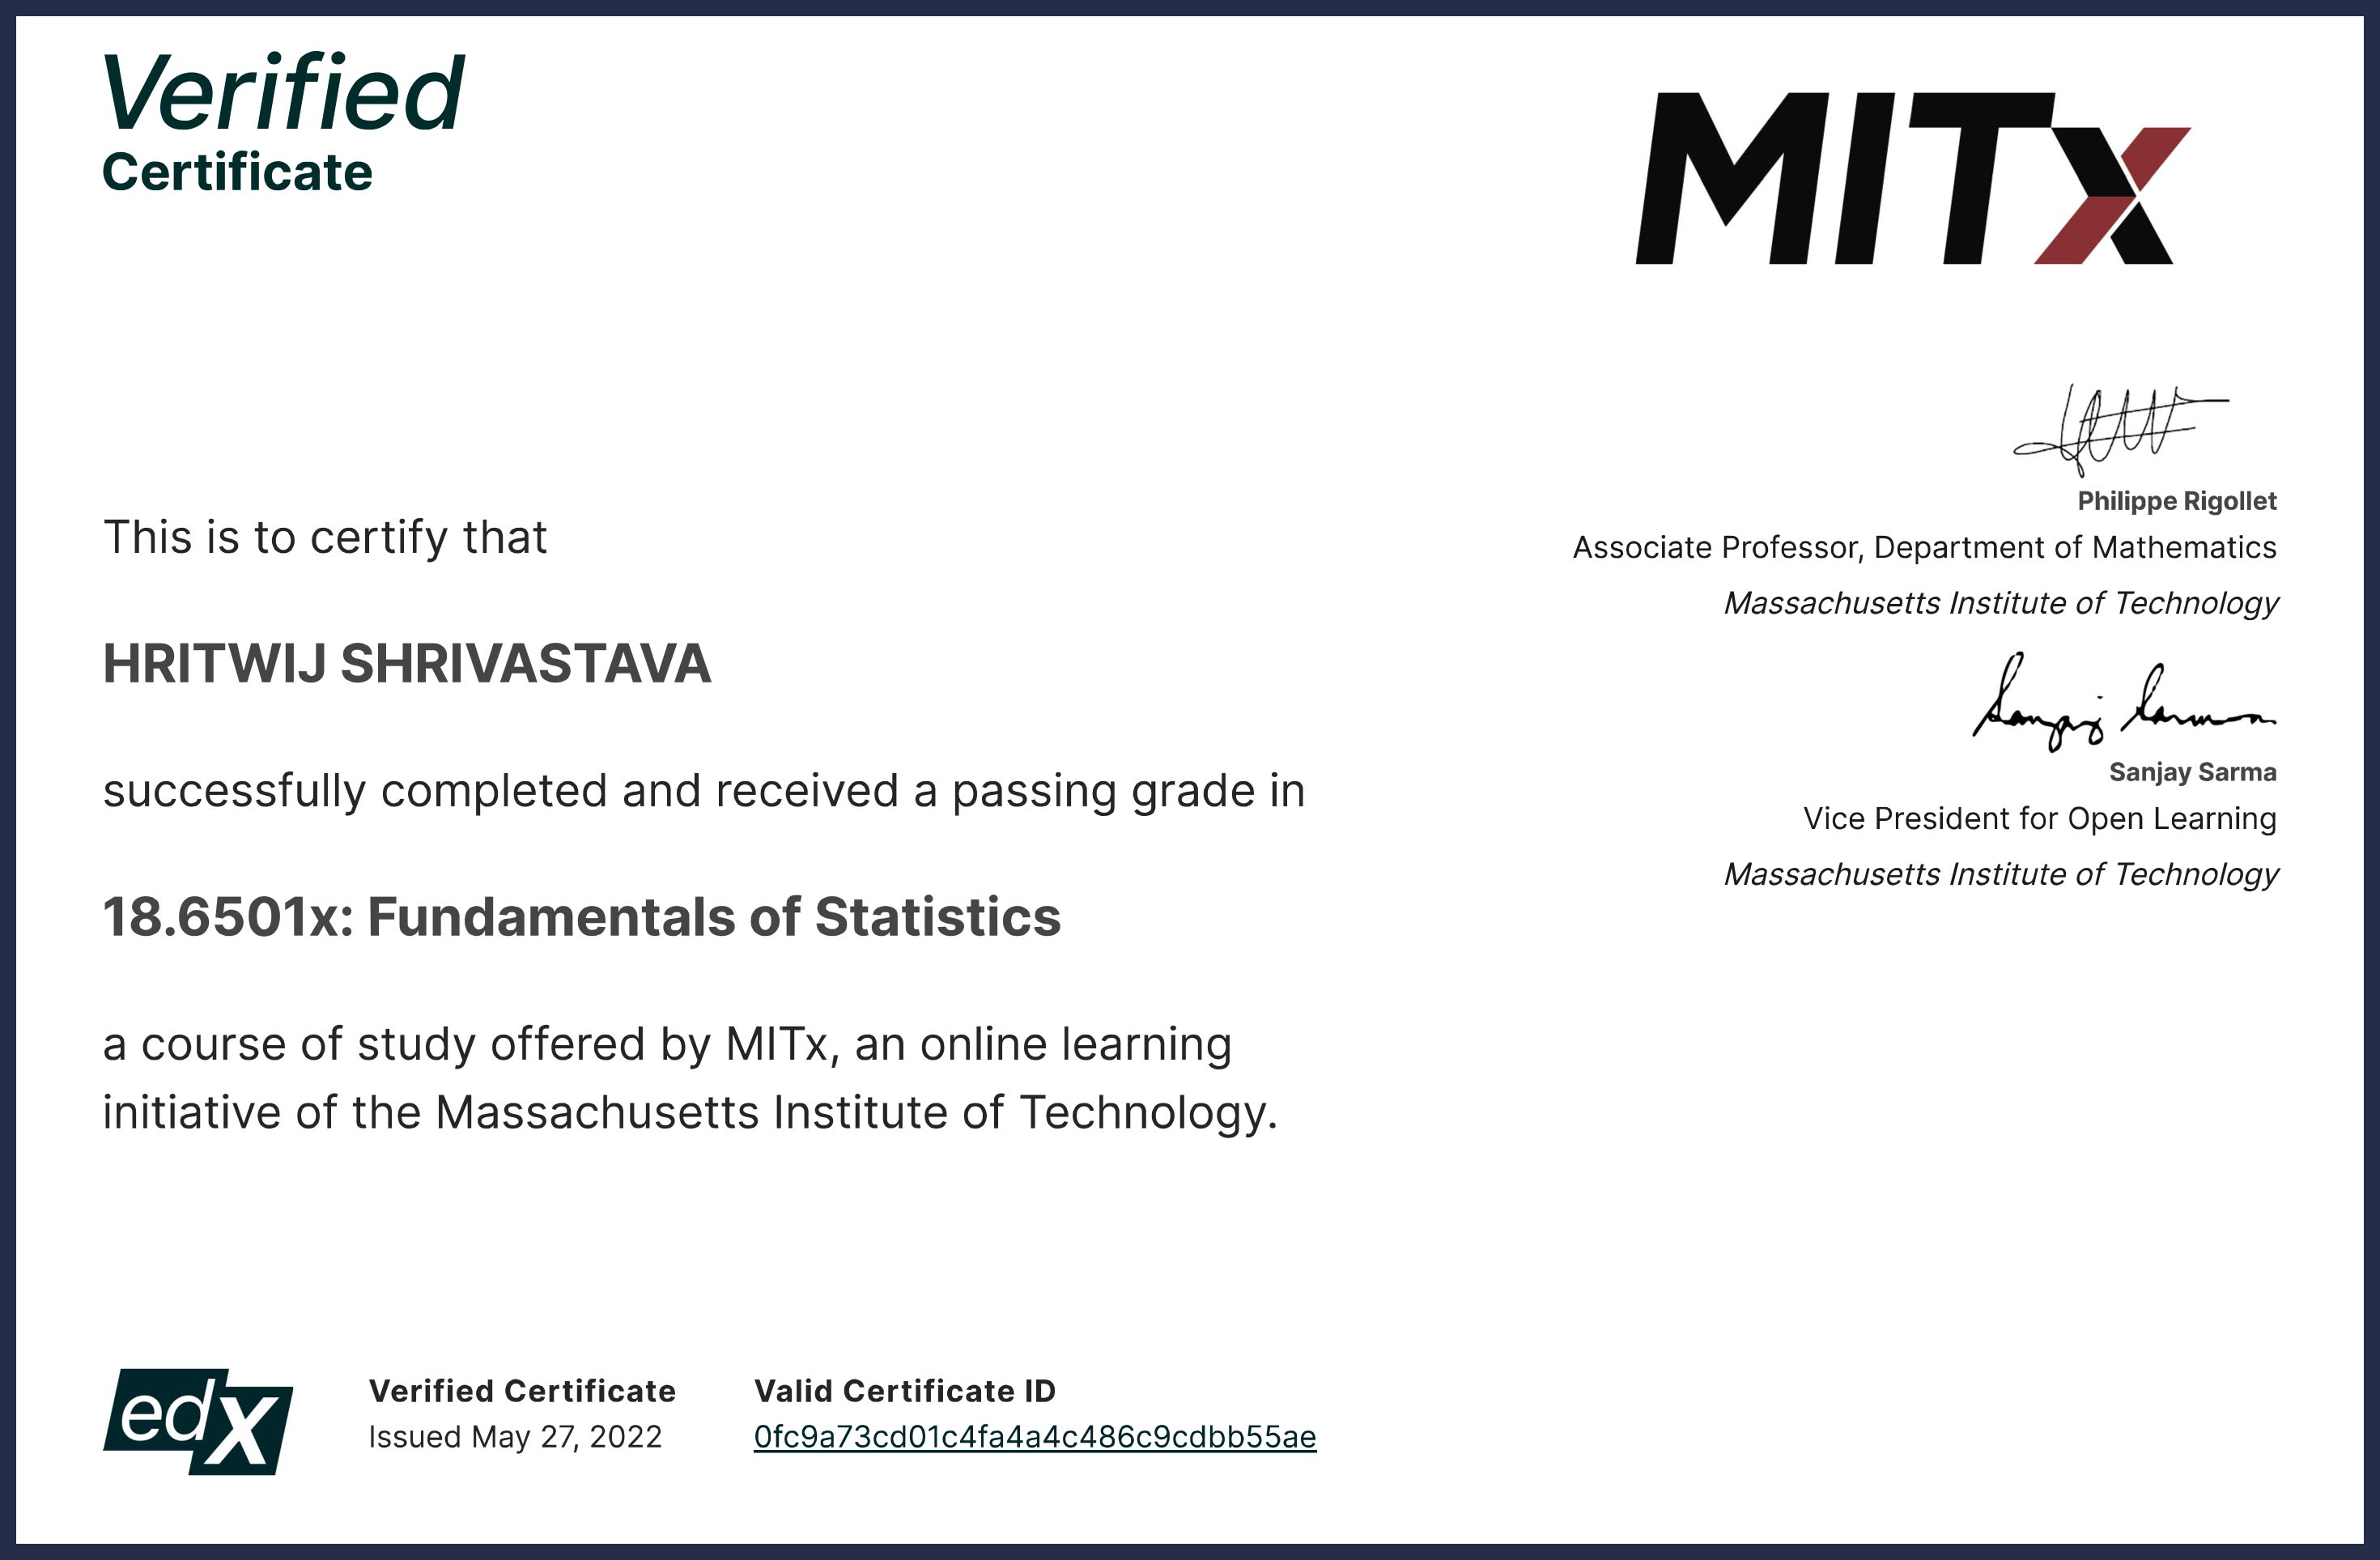 Verified
Certificate
MITx
This is to certify that
HRITWIJ SHRIVASTAVA
successfully completed and received a passing grade in
18.6501x: Fundamentals of Statistics
a course of study offered by MITx, an online learning
initiative of the Massachusetts Institute of Technology.
Philippe Rigollet
Associate Professor, Department of Mathematics
Massachusetts Institute of Technology
Sanjay Sarma
Sanjay Sarma
Vice President for Open Learning
Massachusetts Institute of Technology
edX
Verified Certificate
Issued May 27, 2022
Valid Certificate ID
0fc9a73cd01c4fa4a4c486c9cdbb55ae